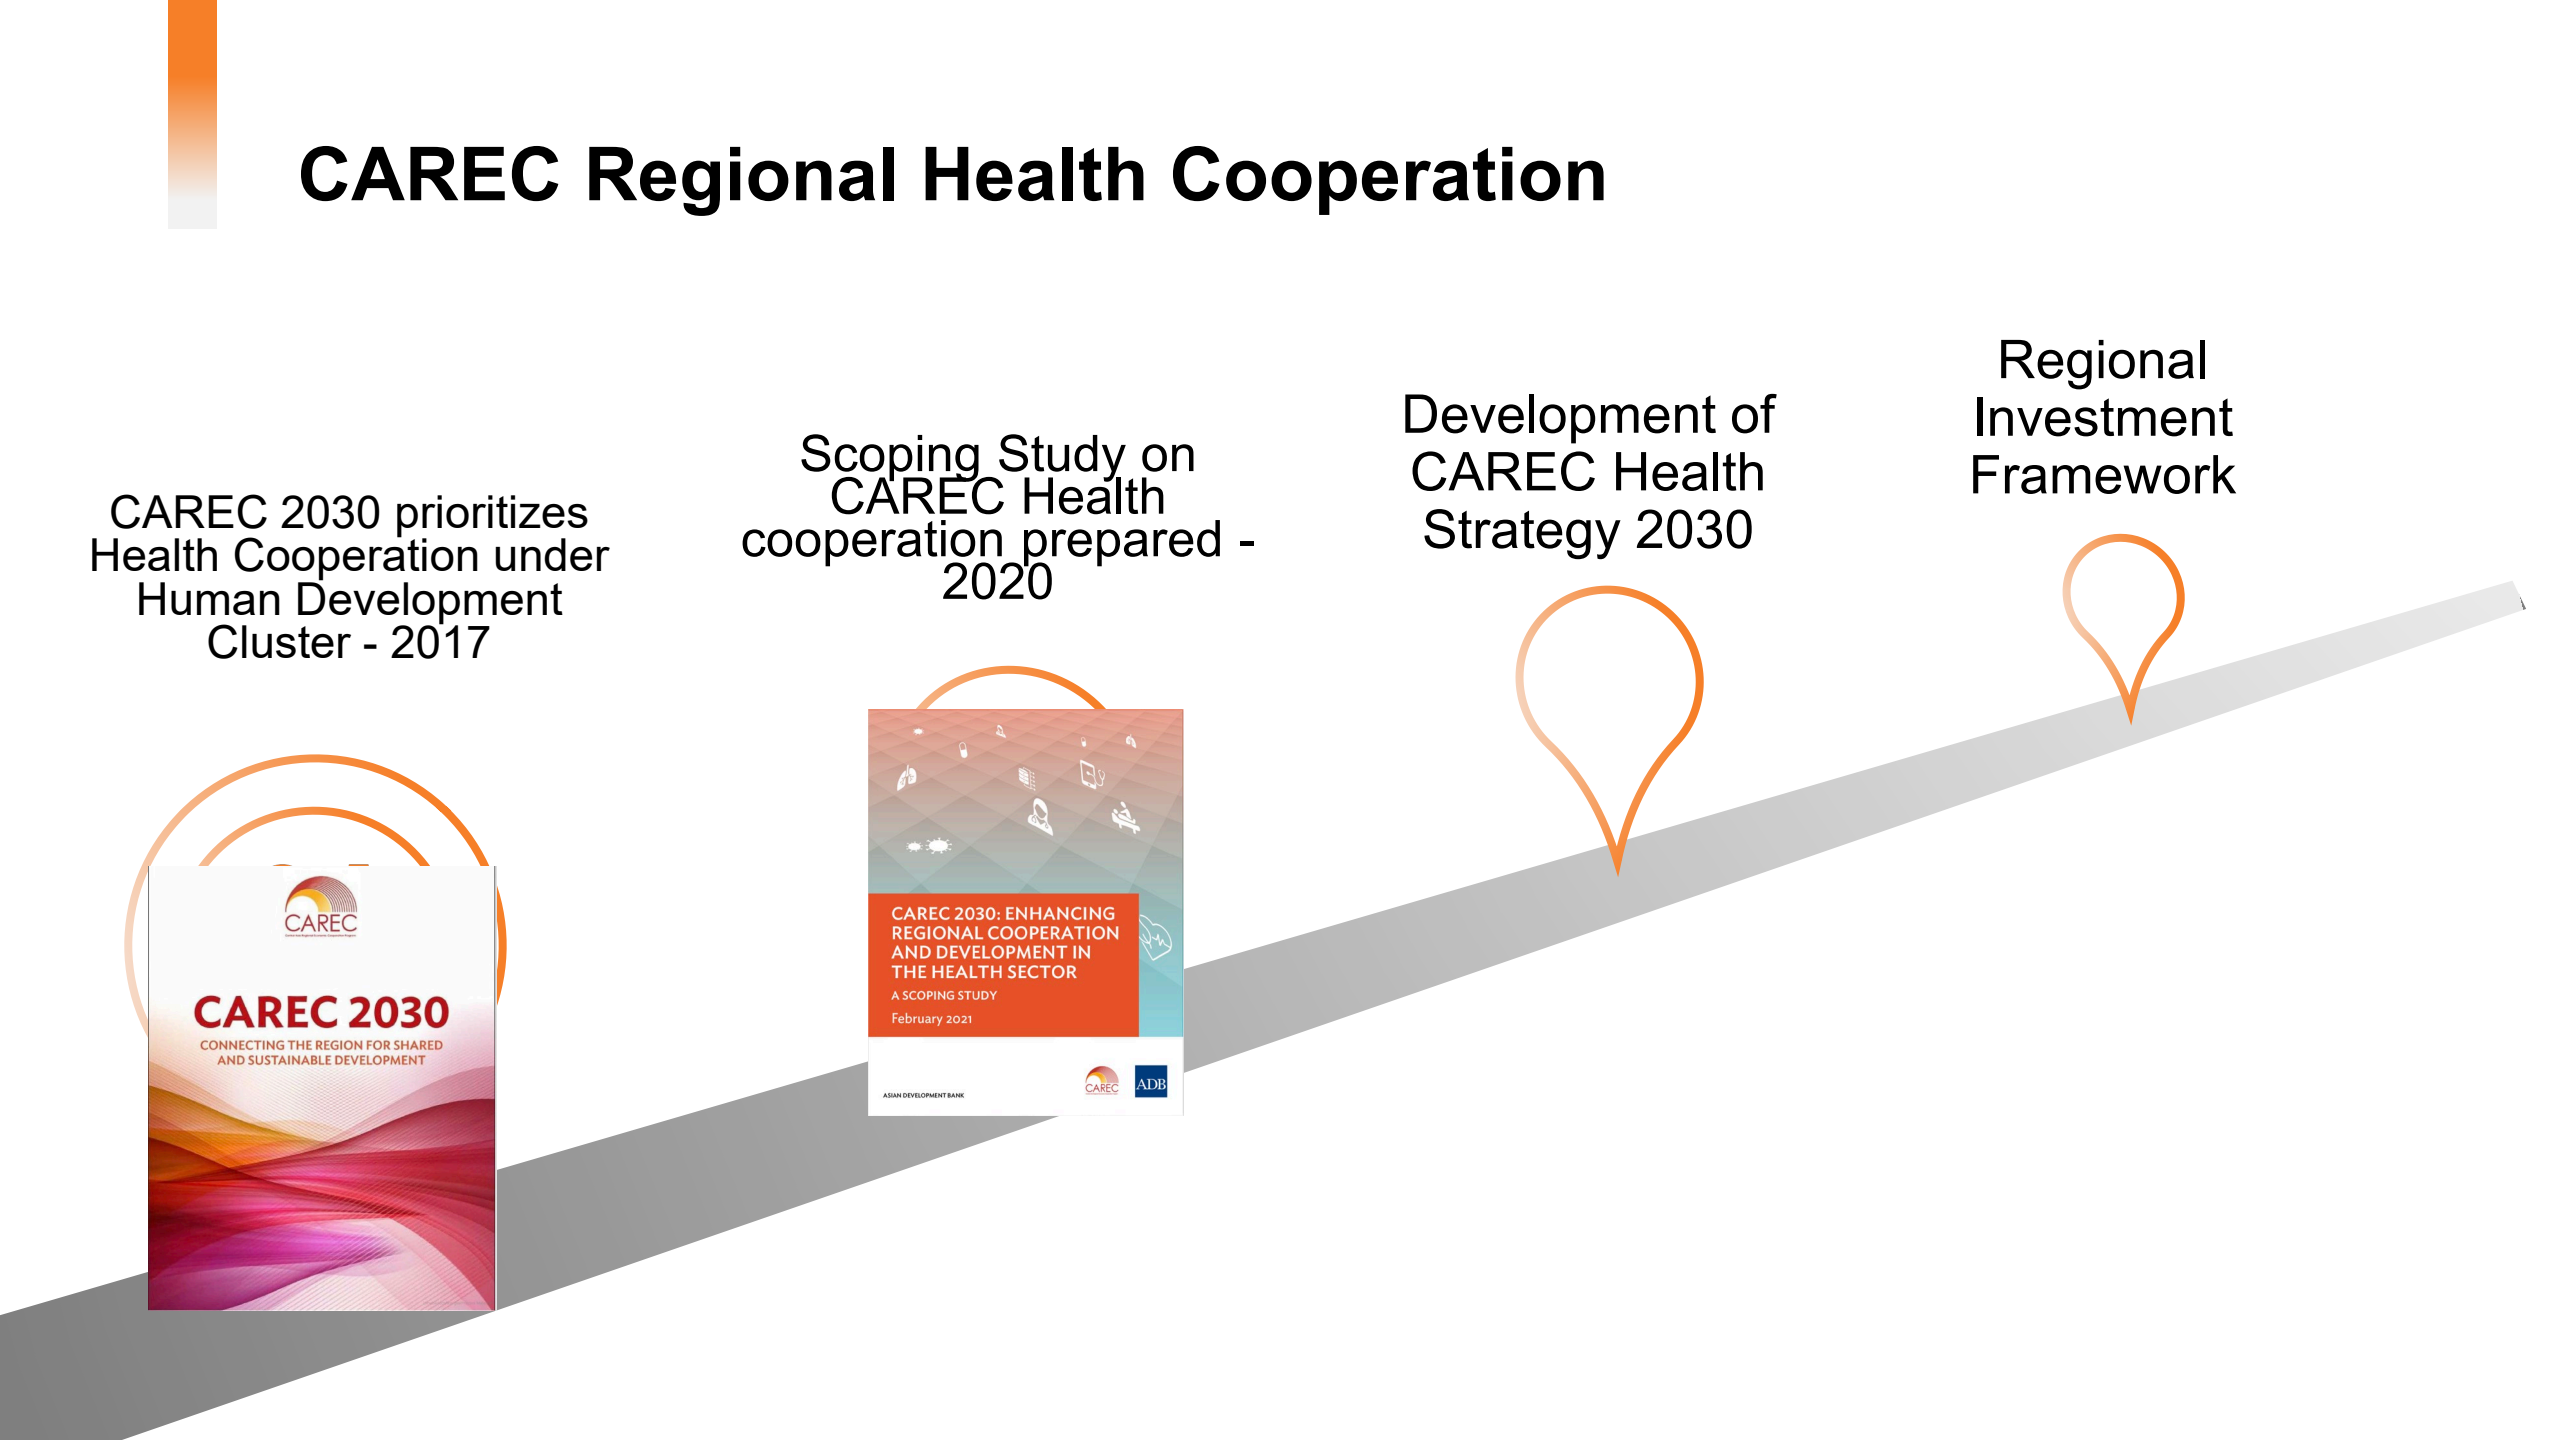 CAREC Regional Health Cooperation
CAREC 2030 prioritizes
Health Cooperation under
Human Development
Cluster - 2017
Scoping Study on
CAREC Health
cooperation prepared -
2020
Development of
CAREC Health
Strategy 2030
Regional
Investment
Framework
CAREC
CAREC 2030
CONNECTING THE REGION FOR SHARED
AND SUSTAINABLE DEVELOPMENT
CAREC 2030: ENHANCING
REGIONAL COOPERATION
AND DEVELOPMENT IN
THE HEALTH SECTOR
A SCOPING STUDY
February 2021
ASIAN DEVELOPMENT BANK
CAREC
ADB